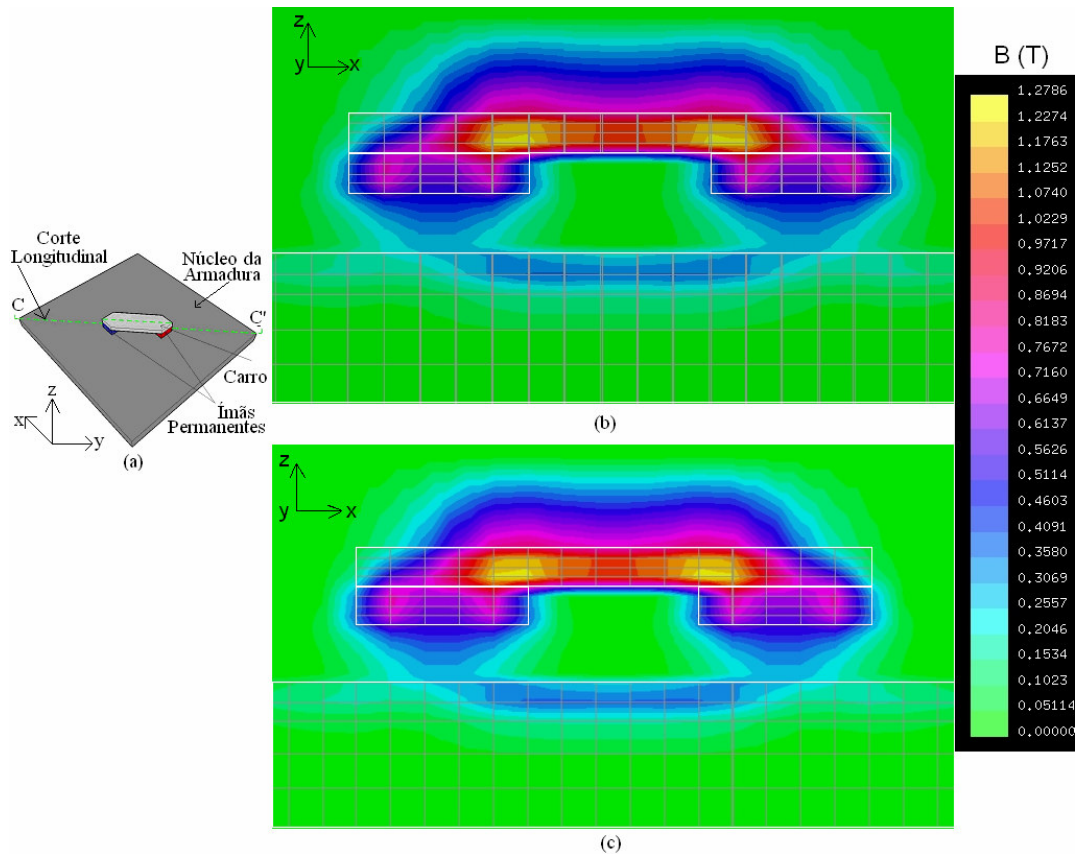 z
y
x
(b)
Corte
Longitudinal
Núcleo da
Armadura
C
C"
Carro
Ímãs
Permanentes
z
x
y
(a)
z
y
x
(c)
B (T)
1.2786
1.2274
1.1763
1.1252
1.0740
1.0229
0.9717
0.9206
0.8694
0.8183
0.7672
0.7160
0.6649
0.6137
0.5626
0.5114
0.4603
0.4091
0.3580
0.3069
0.2557
0.2046
0.1534
0.1023
0.05114
0.00000